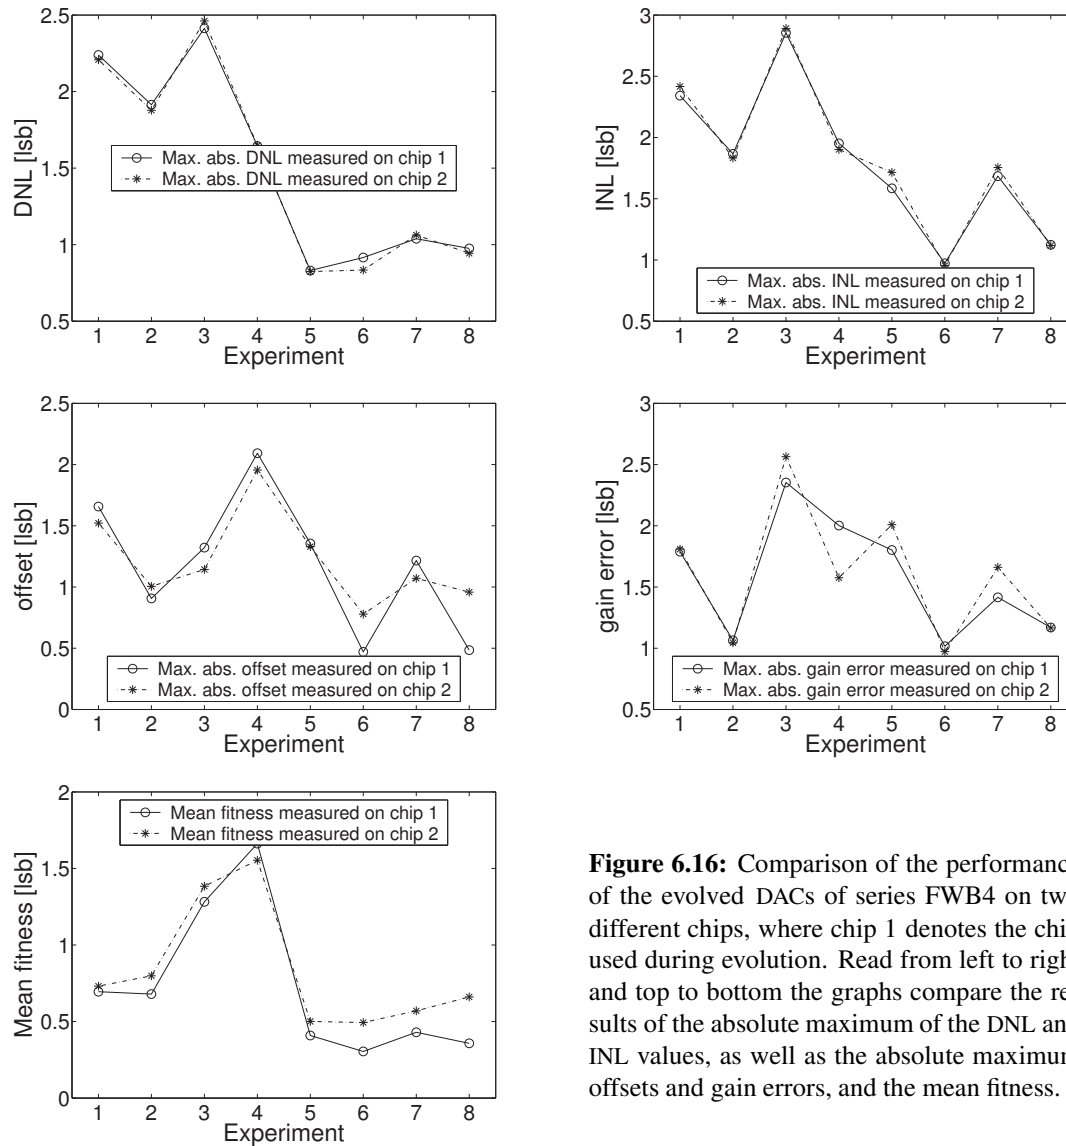 2.5
2
1.5
1
0.5
DNL [lsb]
Max. abs. DNL measured on chip 1
Max. abs. DNL measured on chip 2
1 2 3 4 5 6 7 8
Experiment
3
2.5
2
1.5
1
0.5
INL [lsb]
Max. abs. INL measured on chip 1
Max. abs. INL measured on chip 2
1 2 3 4 5 6 7 8
Experiment
2.5
2
1.5
1
0.5
0
offset [lsb]
Max. abs. offset measured on chip 1
Max. abs. offset measured on chip 2
1 2 3 4 5 6 7 8
Experiment
3
2.5
2
1.5
1
0.5
gain error [lsb]
Max. abs. gain error measured on chip 1
Max. abs. gain error measured on chip 2
1 2 3 4 5 6 7 8
Experiment
2
1.5
1
0.5
0
Mean fitness [lsb]
Mean fitness measured on chip 1
Mean fitness measured on chip 2
1 2 3 4 5 6 7 8
Experiment
Figure 6.16: Comparison of the performance
of the evolved DACs of series FWB4 on tw
different chips, where chip 1 denotes the chi
used during evolution. Read from left to righ
and top to bottom the graphs compare the re
sults of the absolute maximum of the DNL an
INL values, as well as the absolute maximum
offsets and gain errors, and the mean fitness.